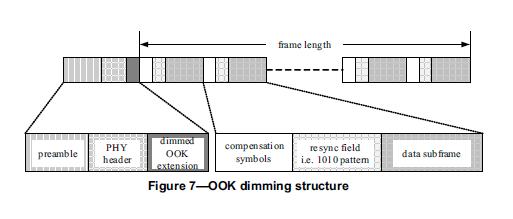 frame length
preamble
PHY
header
dimmed
OOK
extension
compensation
symbols
resync field
i.e. 1010 pattern
data subframe
Figure 7—OOK dimming structure